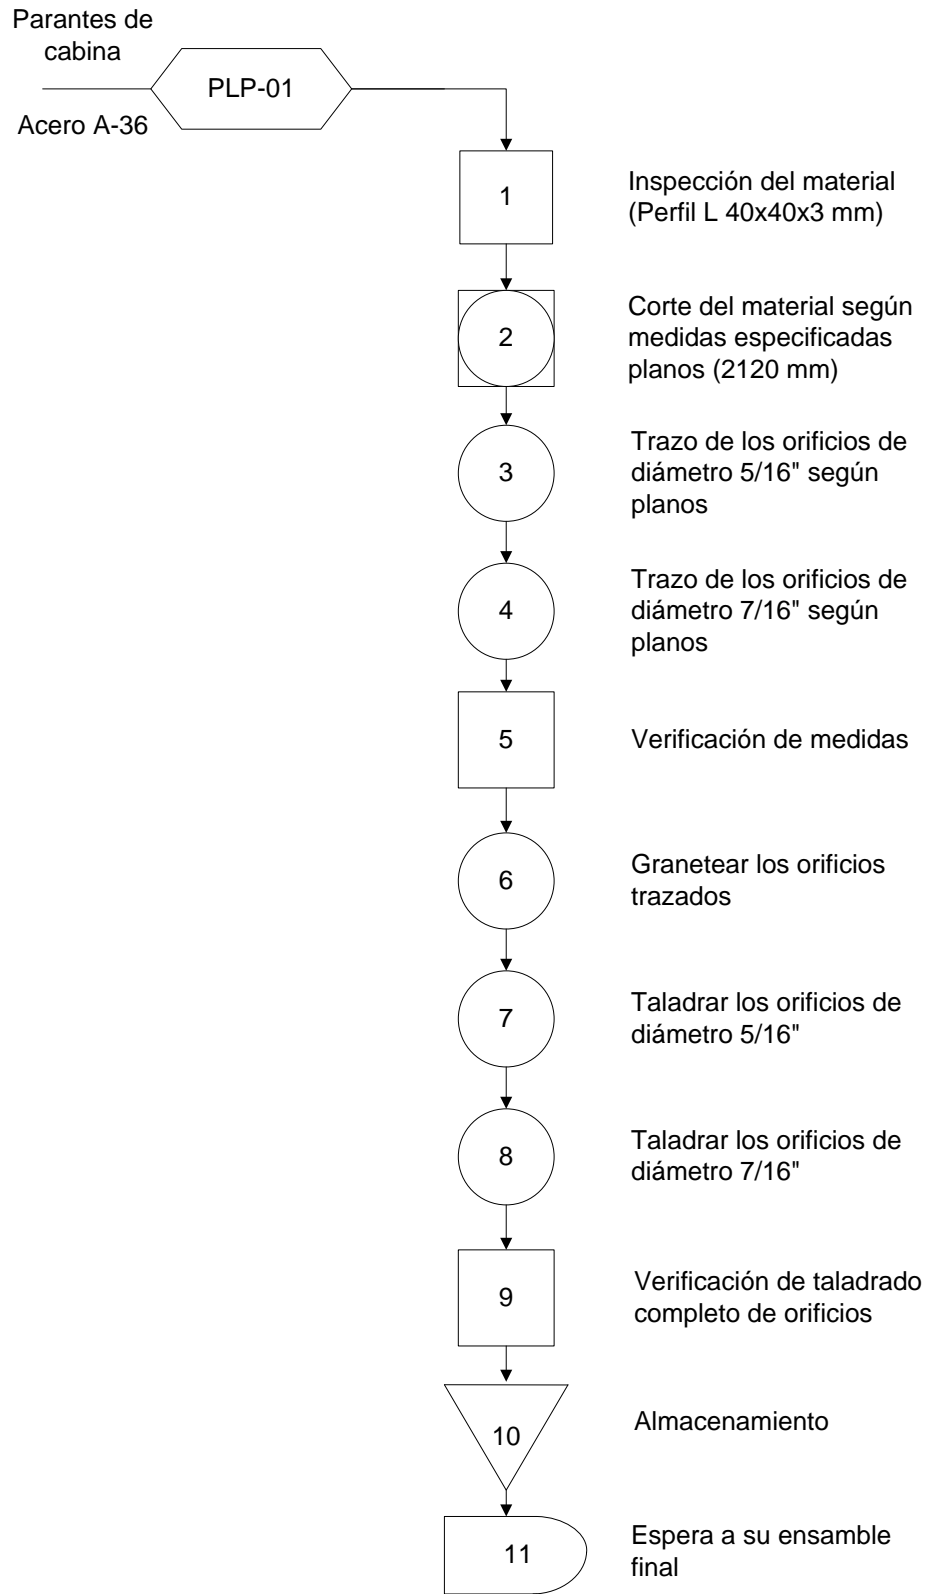 Parantes de
cabina
PLP-01
Acero A-36
1
Inspección del material
(Perfil L 40x40x3 mm)
2
Corte del material según
medidas especificadas
planos (2120 mm)
3
Trazo de los orificios de
diámetro 5/16" según
planos
4
Trazo de los orificios de
diámetro 7/16" según
planos
5
Verificación de medidas
6
Granetear los orificios
trazados
7
Taladrar los orificios de
diámetro 5/16"
8
Taladrar los orificios de
diámetro 7/16"
9
Verificación de taladrado
completo de orificios
10
Almacenamiento
11
Espera a su ensamble
final